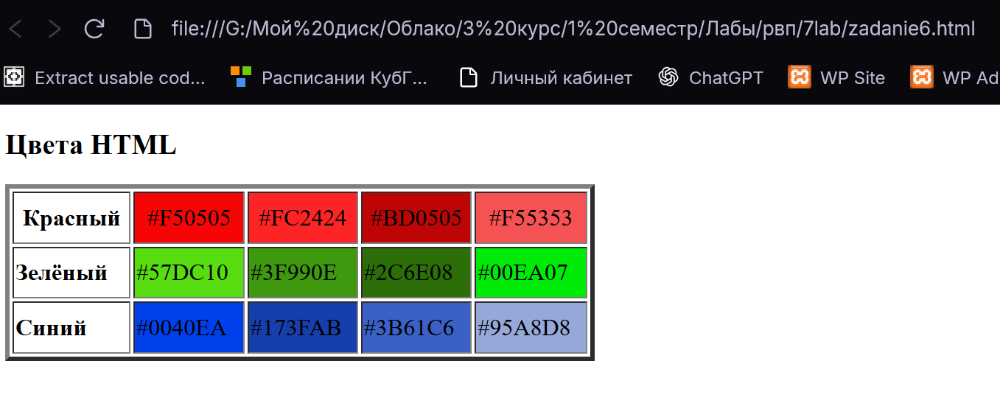 file:///G:/Мой%20диск/Облако/3%20курс/1%20семестр/Лабы/рвп/7lab/zadanie6.html
Extract usable cod... Расписании КубГ... Личный кабинет ChatGPT WP Site WP Ad
Цвета HTML
Красный #F50505 #FC2424 #BD0505 #F55353
Зелёный #57DC10 #3F990E #2C6E08 #00EA07
Синий #0040EA #173FAB #3B61C6 #95A8D8